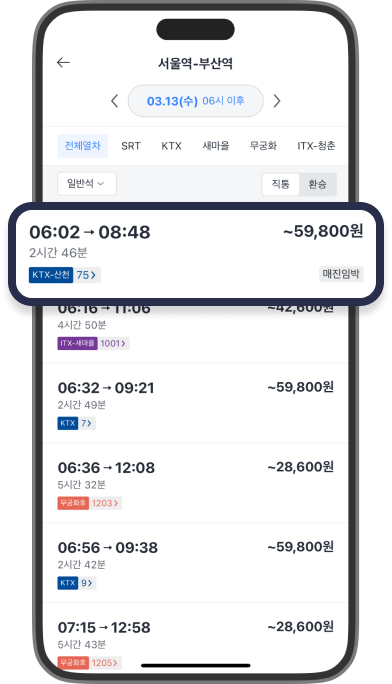 서울역-부산역
03.13(수) 06시 이후
전체열차 SRT KTX 새마을 무궁화 ITX-청춘
일반석 직통 환승
06:02 → 08:48 ~59,800원
2시간 46분
KTX-산천 75 매진임박
06:16 → 11:06 ~42,600원
4시간 50분
ITX-새마을 1001
06:32 → 09:21 ~59,800원
2시간 49분
KTX 7
06:36 → 12:08 ~28,600원
5시간 32분
무궁화호 1203
06:56 → 09:38 ~59,800원
2시간 42분
KTX 9
07:15 → 12:58 ~28,600원
5시간 43분
무궁화호 1205